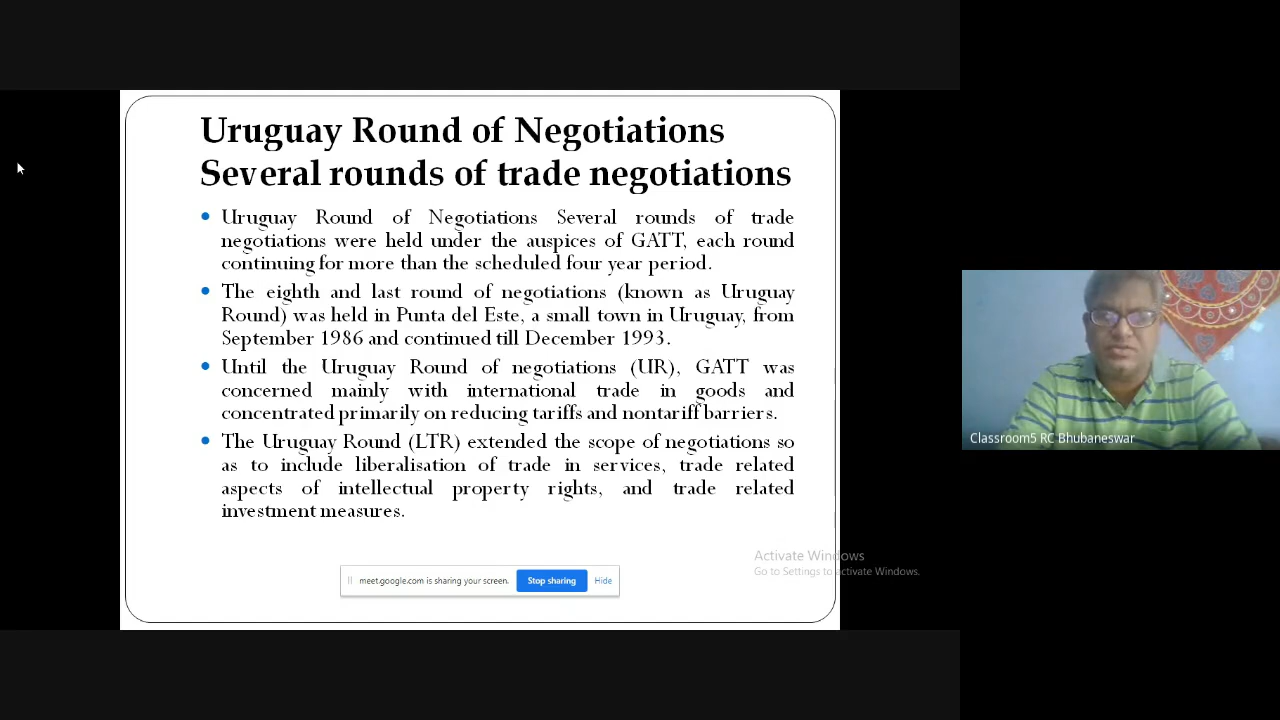 Uruguay Round of Negotiations
Several rounds of trade negotiations
• Uruguay Round of Negotiations Several rounds of trade
negotiations were held under the auspices of GATT, each round
continuing for more than the scheduled four year period.
• The eighth and last round of negotiations (known as Uruguay
Round) was held in Punta del Este, a small town in Uruguay, from
September 1986 and continued till December 1993.
• Until the Uruguay Round of negotiations (UR), GATT was
concerned mainly with international trade in goods and
concentrated primarily on reducing tariffs and nontariff barriers.
• The Uruguay Round (LTR) extended the scope of negotiations so
as to include liberalisation of trade in services, trade related
aspects of intellectual property rights, and trade related
investment measures.
Activate Windows
Go to Settings to activate Windows.
meet.google.com is sharing your screen.
Stop sharing
Hide
Classroom5 RC Bhubaneswar